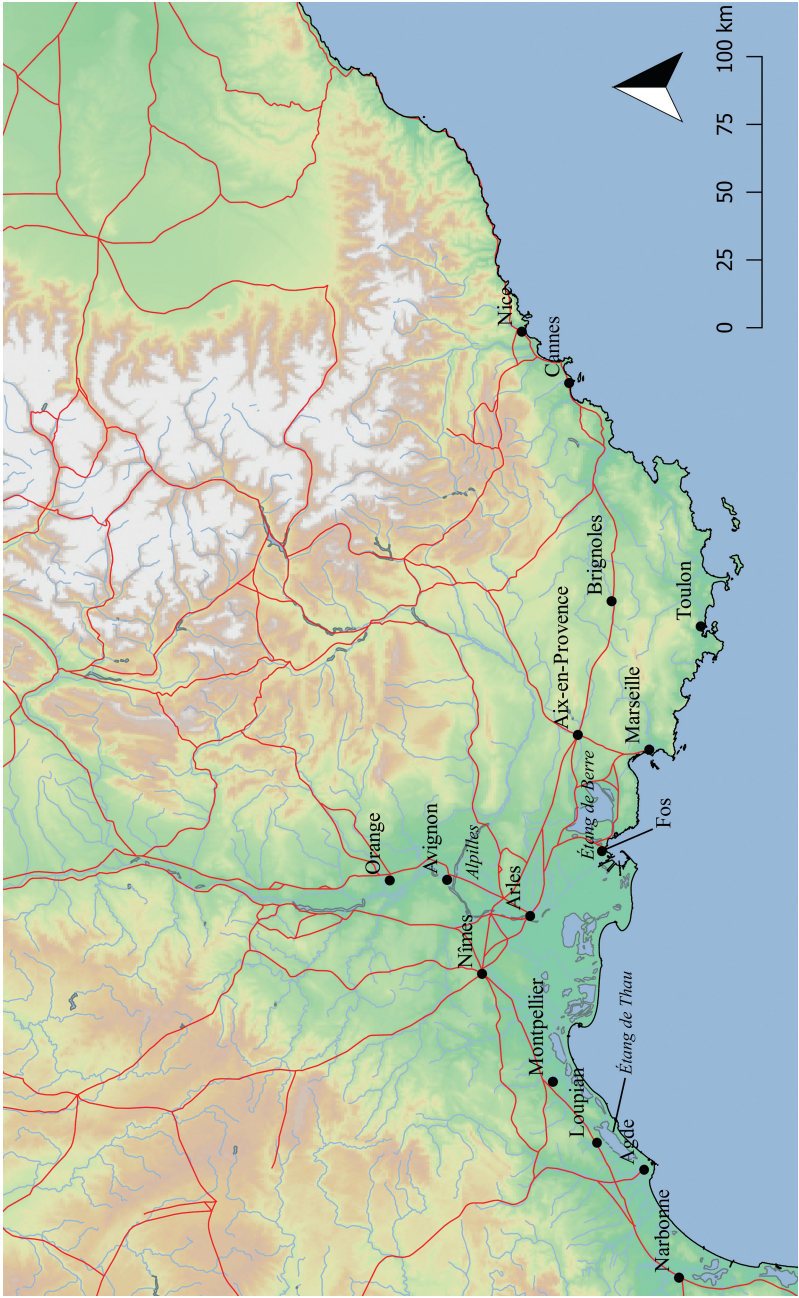 Orange
Avignon
Alpilles
Nîmes
Arles
Nice
Cannes
Montpellier
Loupian
Étang de Thau
Agde
Narbonne
Étang de Berre
Fos
Aix-en-Provence
Marseille
Brignoles
Toulon
0 25 50 75 100 km